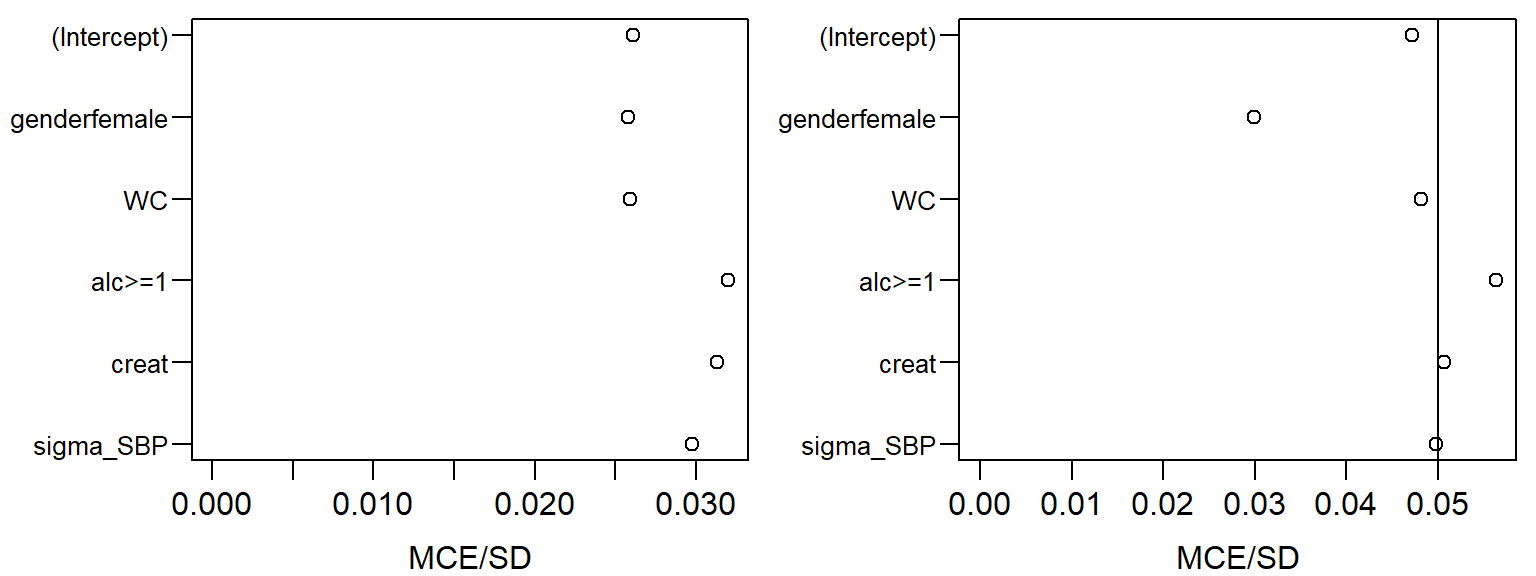 (Intercept)
genderfemale
WC
alc>=1
creat
sigma_SBP
0.000 0.010 0.020 0.030
MCE/SD
(Intercept)
genderfemale
WC
alc>=1
creat
sigma_SBP
0.00 0.01 0.02 0.03 0.04 0.05
MCE/SD